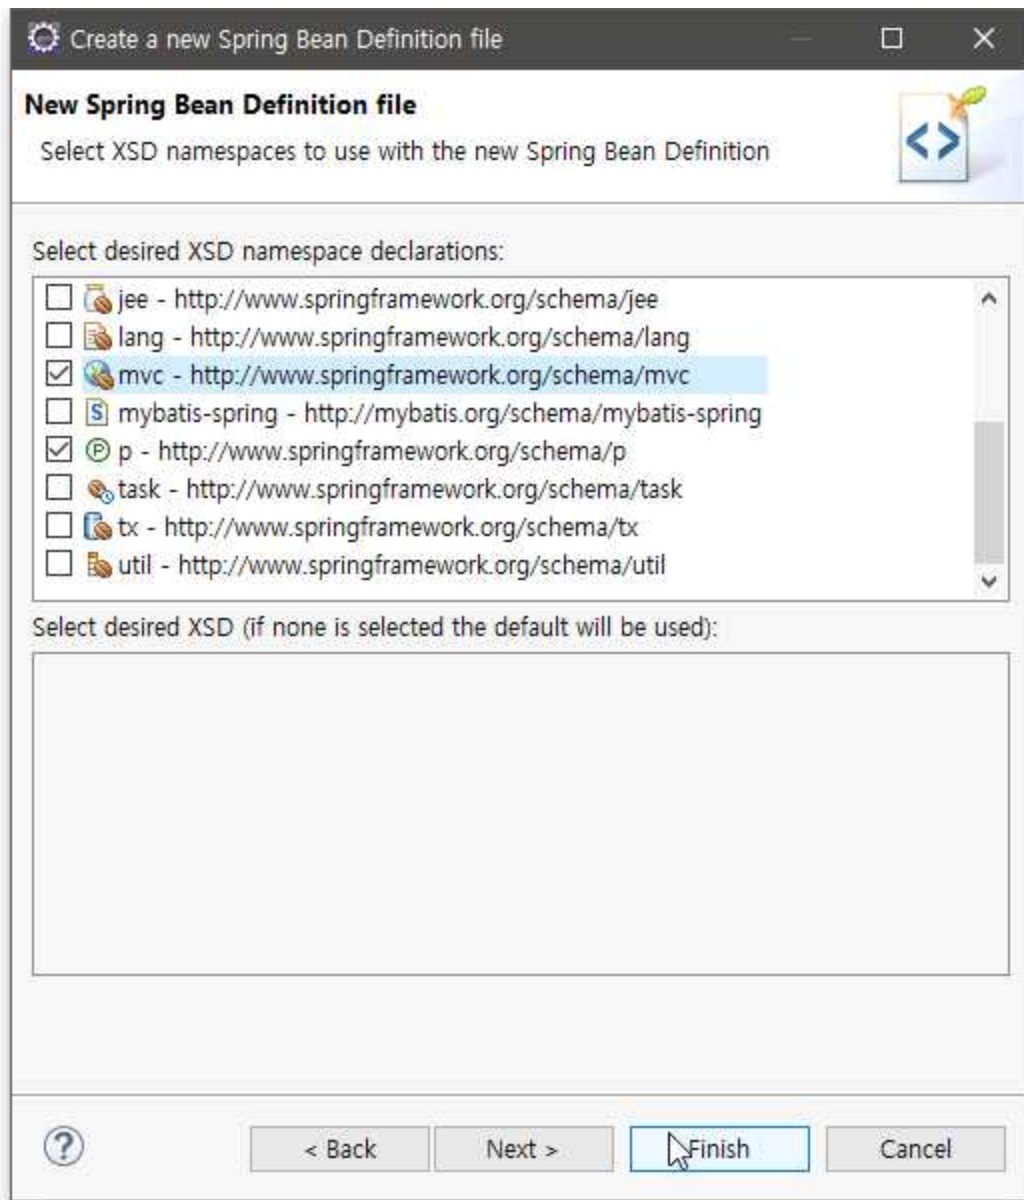 Create a new Spring Bean Definition file
New Spring Bean Definition file
Select XSD namespaces to use with the new Spring Bean Definition
Select desired XSD namespace declarations:
jee - http://www.springframework.org/schema/jee
lang - http://www.springframework.org/schema/lang
mvc - http://www.springframework.org/schema/mvc
S mybatis-spring - http://mybatis.org/schema/mybatis-spring
P p - http://www.springframework.org/schema/p
task - http://www.springframework.org/schema/task
tx - http://www.springframework.org/schema/tx
util - http://www.springframework.org/schema/util
Select desired XSD (if none is selected the default will be used):
? < Back Next > Finish Cancel